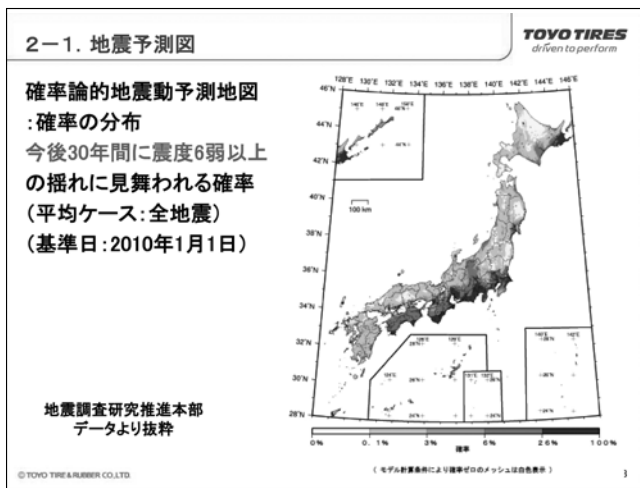 2－1．地震予測図
TOYO TIRES
driven to perform
確率論的地震動予測地図
：確率の分布
今後30年間に震度6弱以上
の揺れに見舞われる確率
（平均ケース：全地震）
（基準日：2010年1月1日）
地震調査研究推進本部
データより抜粋
128°E 130°E 132°E 134°E 136°E 138°E 140°E 142°E 144°E 146°E
46°N
44°N
42°N
40°N
38°N
36°N
34°N
32°N
30°N
28°N
100 km
0% 0.1% 3% 6% 26% 100%
確率
（ モデル計算条件により確率ゼロのメッシュは白色表示 ）
© TOYO TIRE & RUBBER CO.,LTD.